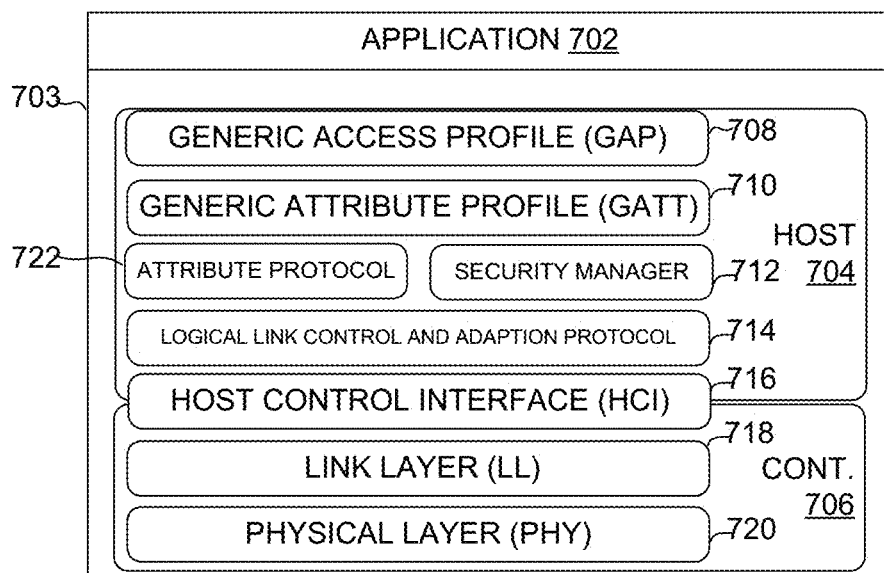 APPLICATION 702
703
GENERIC ACCESS PROFILE (GAP)
708
GENERIC ATTRIBUTE PROFILE (GATT)
710
HOST
704
722
ATTRIBUTE PROTOCOL
SECURITY MANAGER
712
LOGICAL LINK CONTROL AND ADAPTION PROTOCOL
714
HOST CONTROL INTERFACE (HCI)
716
LINK LAYER (LL)
718
CONT.
706
PHYSICAL LAYER (PHY)
720